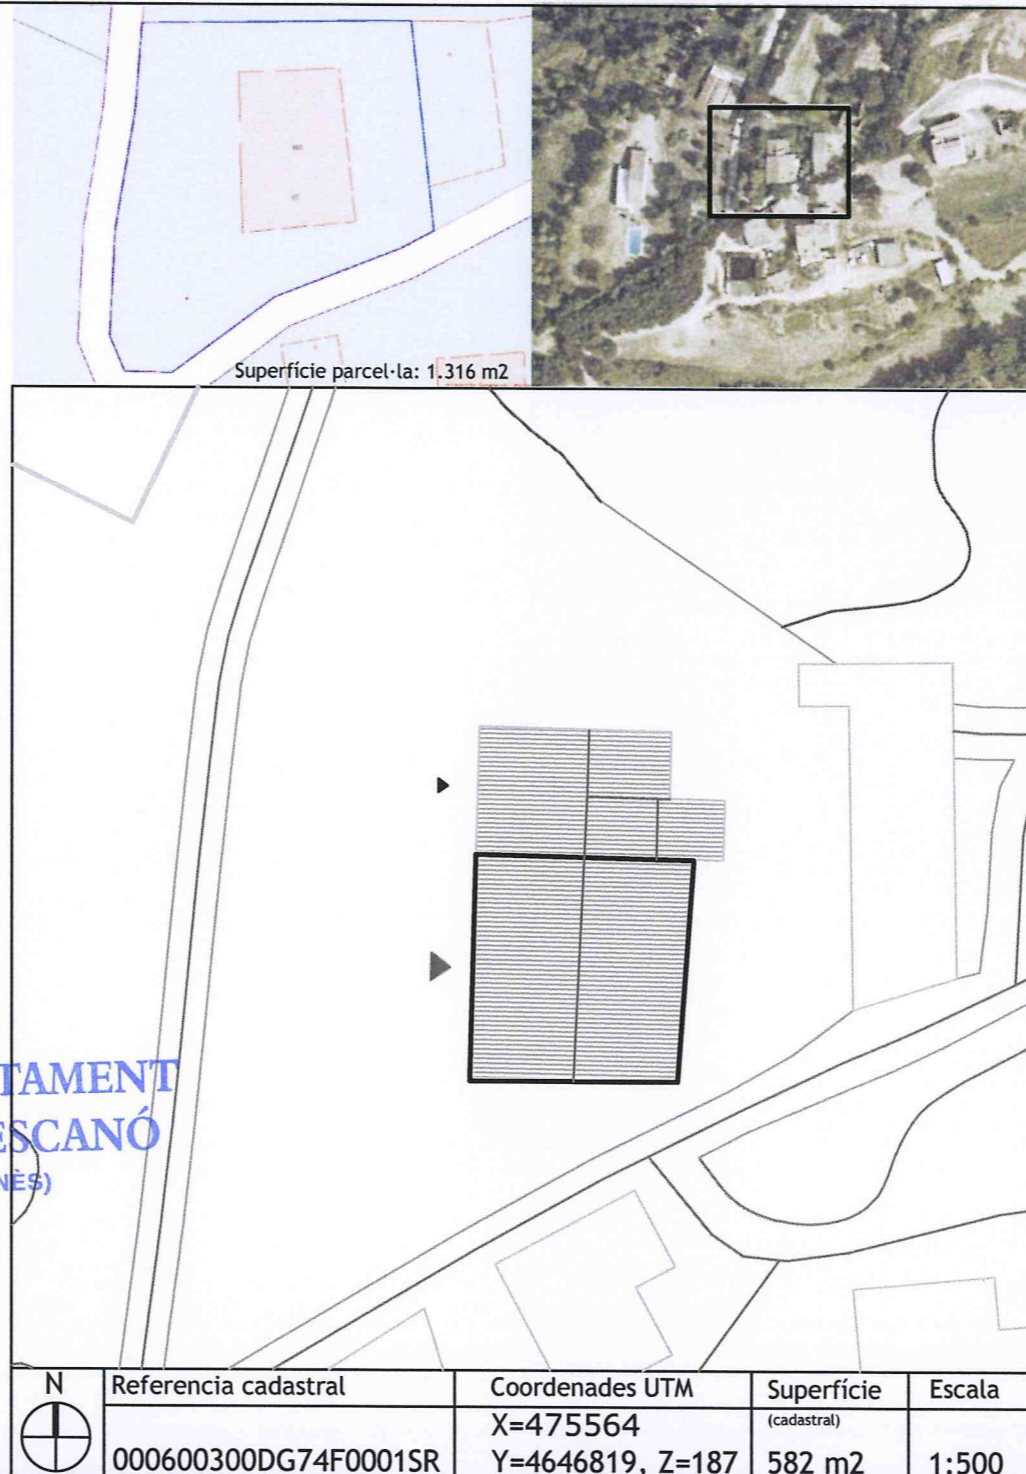 Superfície parcel·la: 1.316 m2
TAMENT
ESCANÓ
NÈS)
N
Referencia cadastral
Coordenades UTM
Superfície
Escala
(cadastral)
X=475564
000600300DG74F0001SR
Y=4646819, Z=187
582 m2
1:500